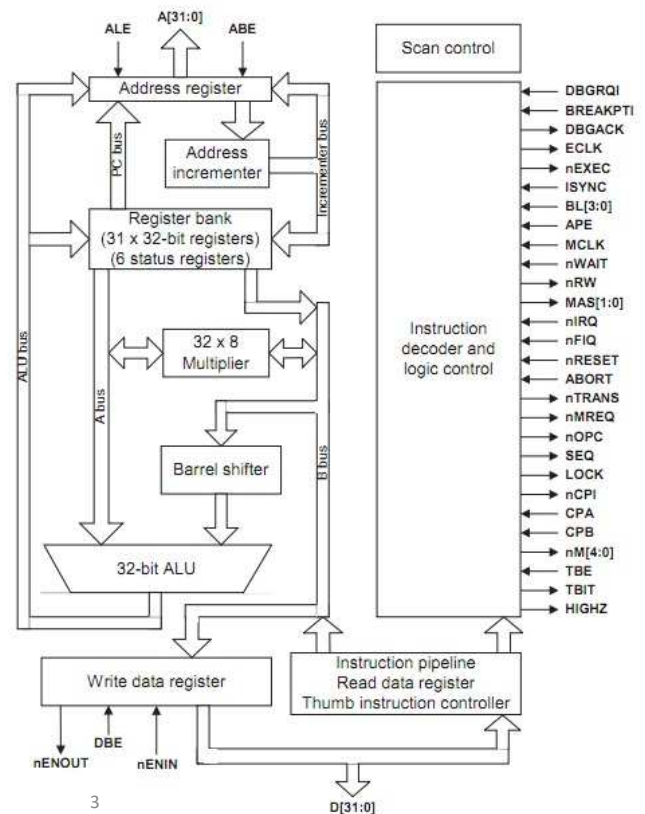 A[31:0]
ALE
ABE
Scan control
Address register
PC bus
Address
incrementer
Incrementer bus
Register bank
(31 x 32-bit registers)
(6 status registers)
ALU bus
A bus
32 x 8
Multiplier
B bus
Barrel shifter
32-bit ALU
Write data register
nENOUT
DBE
nENIN
Instruction
decoder and
logic control
DBGRQI
BREAKPTI
DBGACK
ECLK
nEXEC
ISYNC
BL[3:0]
APE
MCLK
nWAIT
nRW
MAS[1:0]
nIRQ
nFIQ
nRESET
ABORT
nTRANS
nMREQ
nOPC
SEQ
LOCK
nCPI
CPA
CPB
nM[4:0]
TBE
TBIT
HIGHZ
Instruction pipeline
Read data register
Thumb instruction controller
D[31:0]
3